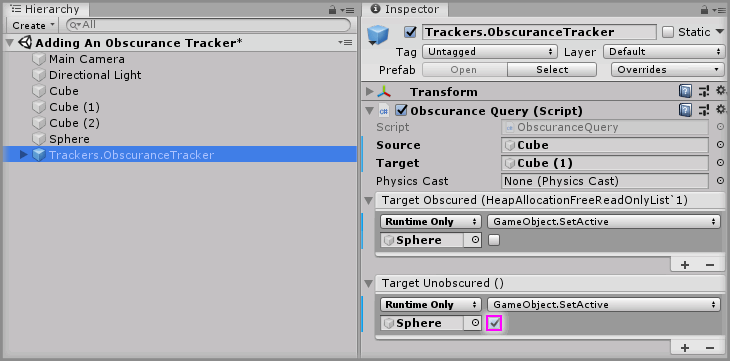 Hierarchy
Create
All
Adding An Obscurance Tracker*
Main Camera
Directional Light
Cube
Cube (1)
Cube (2)
Sphere
Trackers.ObscuranceTracker
Inspector
Trackers.ObscuranceTracker Static
Tag Untagged Layer Default
Prefab Open Select Overrides
Transform
Obscurance Query (Script)
Script ObscuranceQuery
Source Cube
Target Cube (1)
Physics Cast None (Physics Cast)
Target Obscured (HeapAllocationFreeReadOnlyList`1)
Runtime Only GameObject.SetActive
Sphere
+ −
Target Unobscured ()
Runtime Only GameObject.SetActive
Sphere
+ −